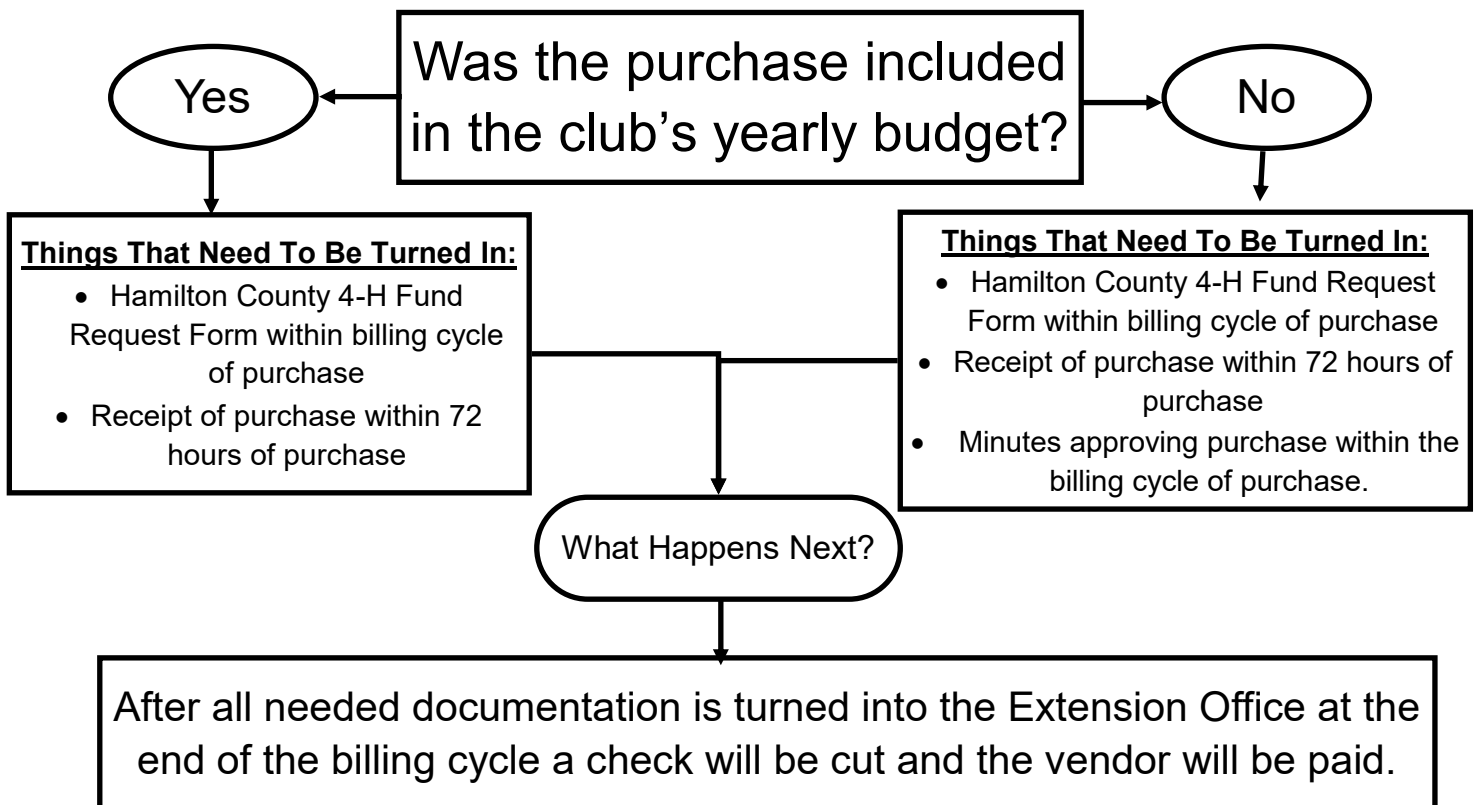 Was the purchase included
in the club's yearly budget?
Yes
No
Things That Need To Be Turned In:
• Hamilton County 4-H Fund
Request Form within billing cycle
of purchase
• Receipt of purchase within 72
hours of purchase
Things That Need To Be Turned In:
• Hamilton County 4-H Fund Request
Form within billing cycle of purchase
• Receipt of purchase within 72 hours of
purchase
• Minutes approving purchase within the
billing cycle of purchase.
What Happens Next?
After all needed documentation is turned into the Extension Office at the
end of the billing cycle a check will be cut and the vendor will be paid.